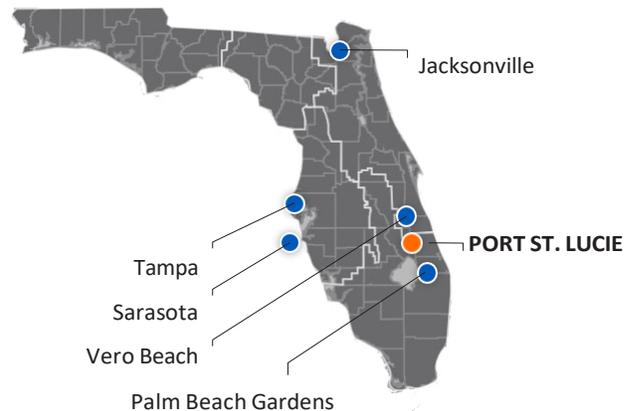 Jacksonville
PORT ST. LUCIE
Tampa
Sarasota
Vero Beach
Palm Beach Gardens